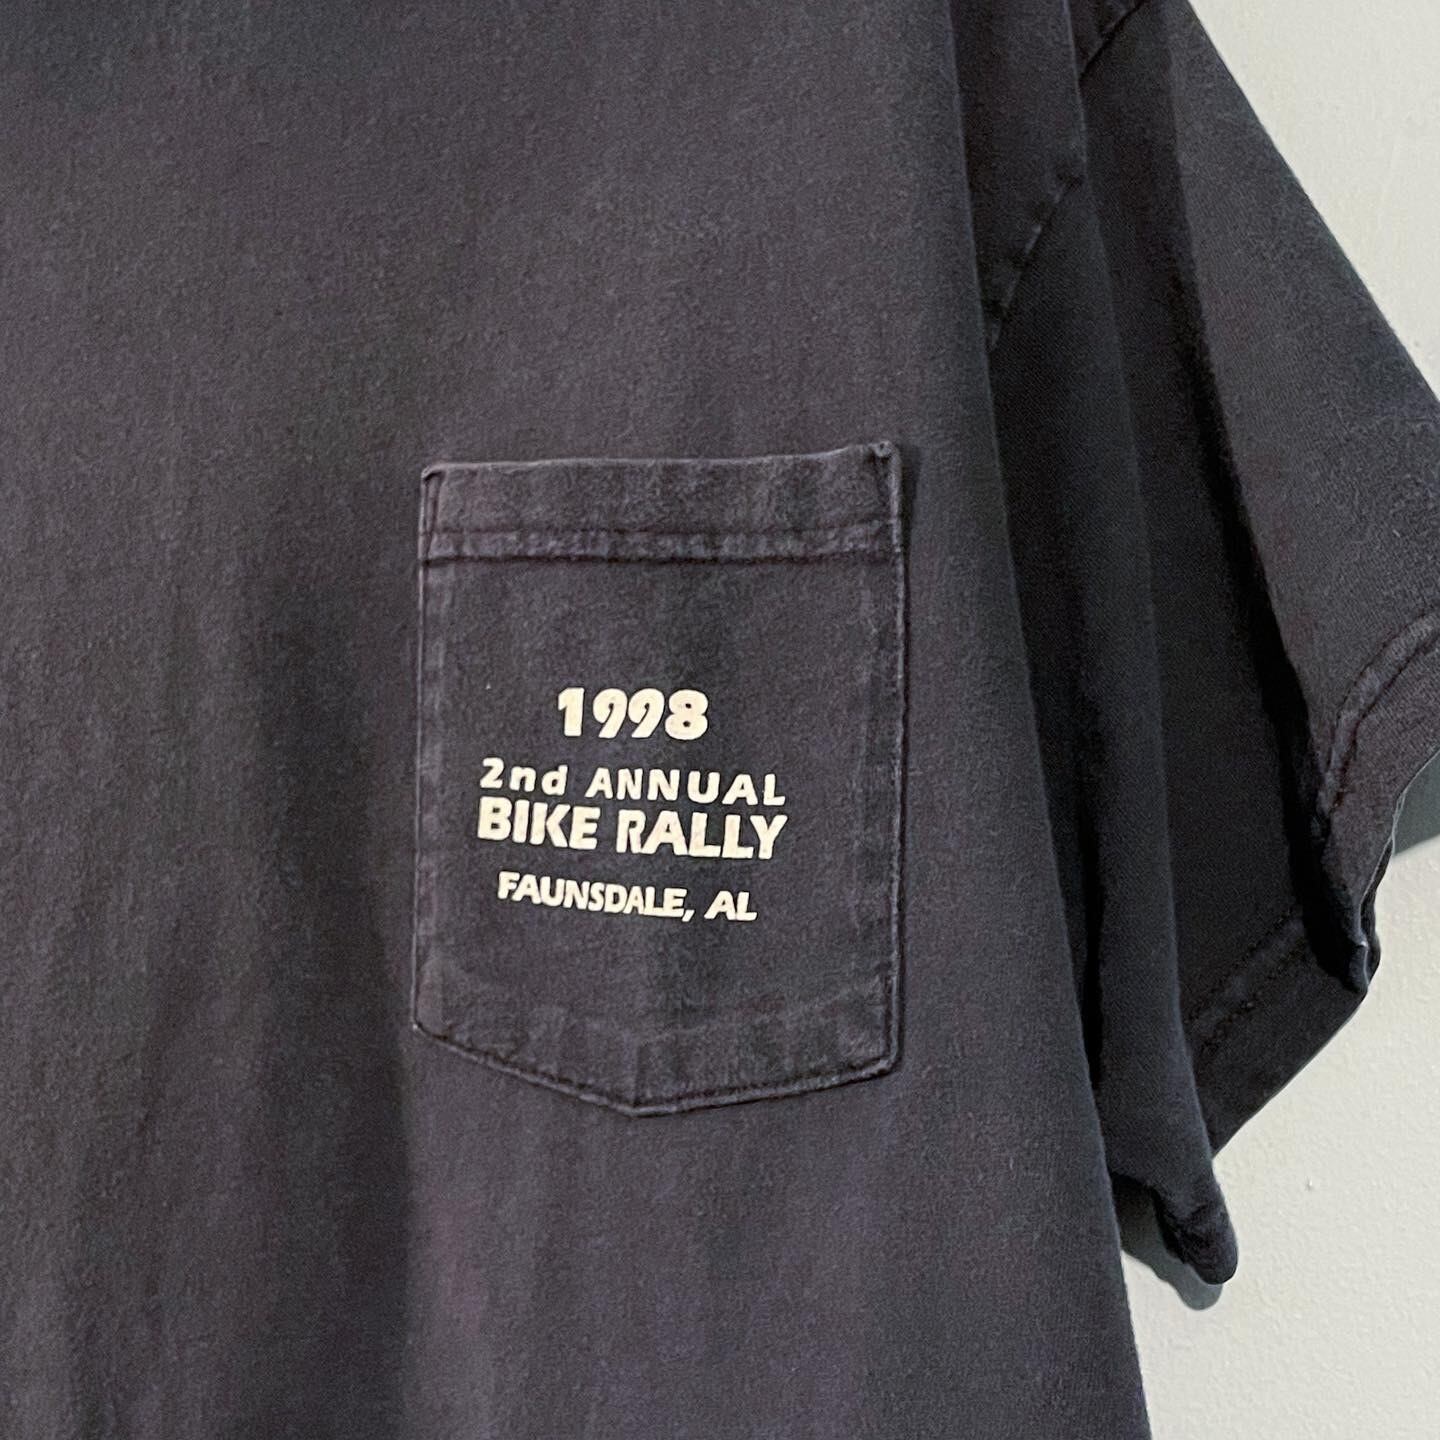 1998
2nd ANNUAL
BIKE RALLY
FAUNSDALE, AL